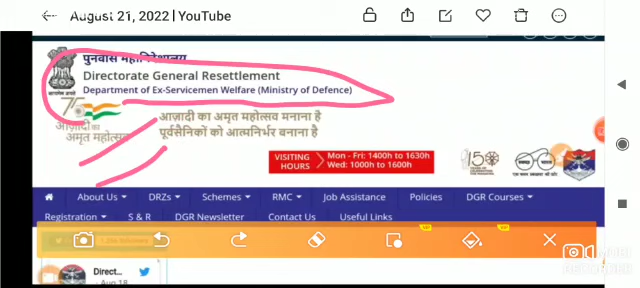 August 21, 2022 | YouTube
पुनर्वास महानिदेशालय
Directorate General Resettlement
Department of Ex-Servicemen Welfare (Ministry of Defence)
75
आज़ादी का
अमृत महोत्सव
आज़ादी का अमृत महोत्सव मनाना है
पूर्वसैनिकों को आत्मनिर्भर बनाना है
VISITING HOURS
Mon - Fri: 1400h to 1630h
Wed: 1000h to 1600h
150
About Us
DRZs
Schemes
RMC
Job Assistance
Policies
DGR Courses
Registration
S & R
DGR Newsletter
Contact Us
Useful Links
Direct...
Aug 18
RECORDER